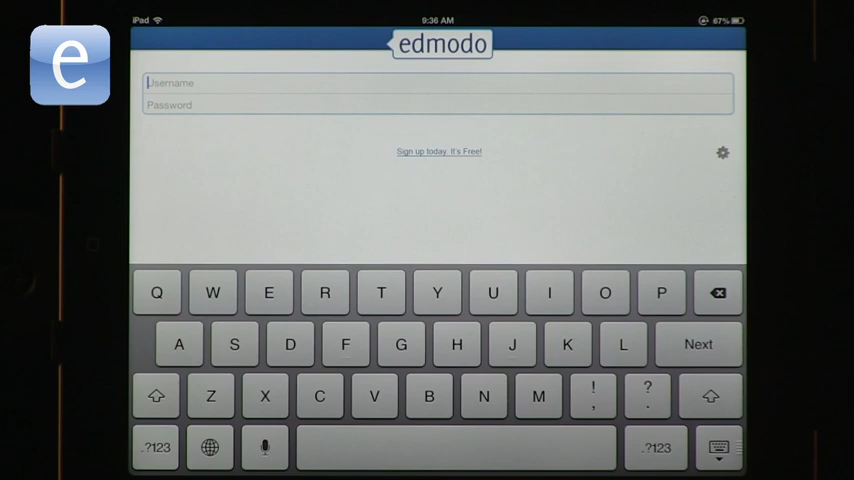 iPad 9:36 AM 67%
e
edmodo
Username
Password
Sign up today. It's Free!
Q W E R T Y U I O P
A S D F G H J K L Next
Z X C V B N M ! , ? .
.?123 .?123